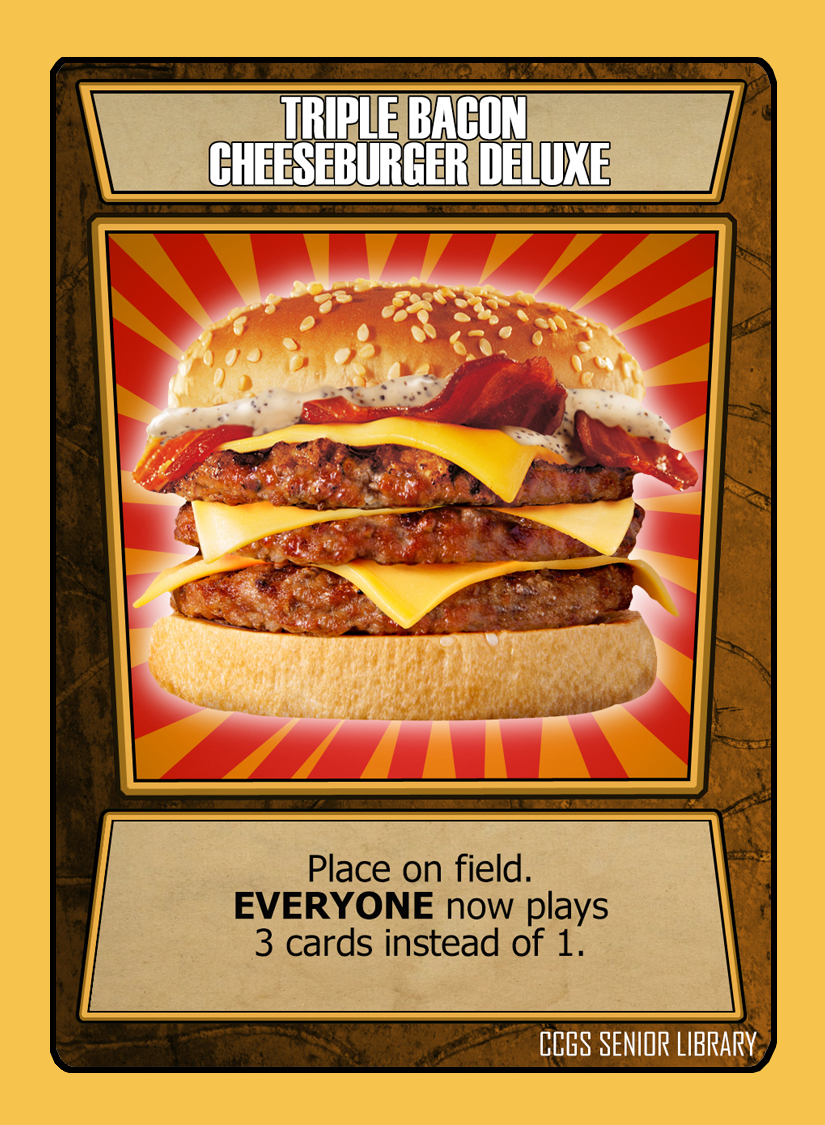 TRIPLE BACON
CHEESEBURGER DELUXE
Place on field.
EVERYONE now plays
3 cards instead of 1.
CCGS SENIOR LIBRARY